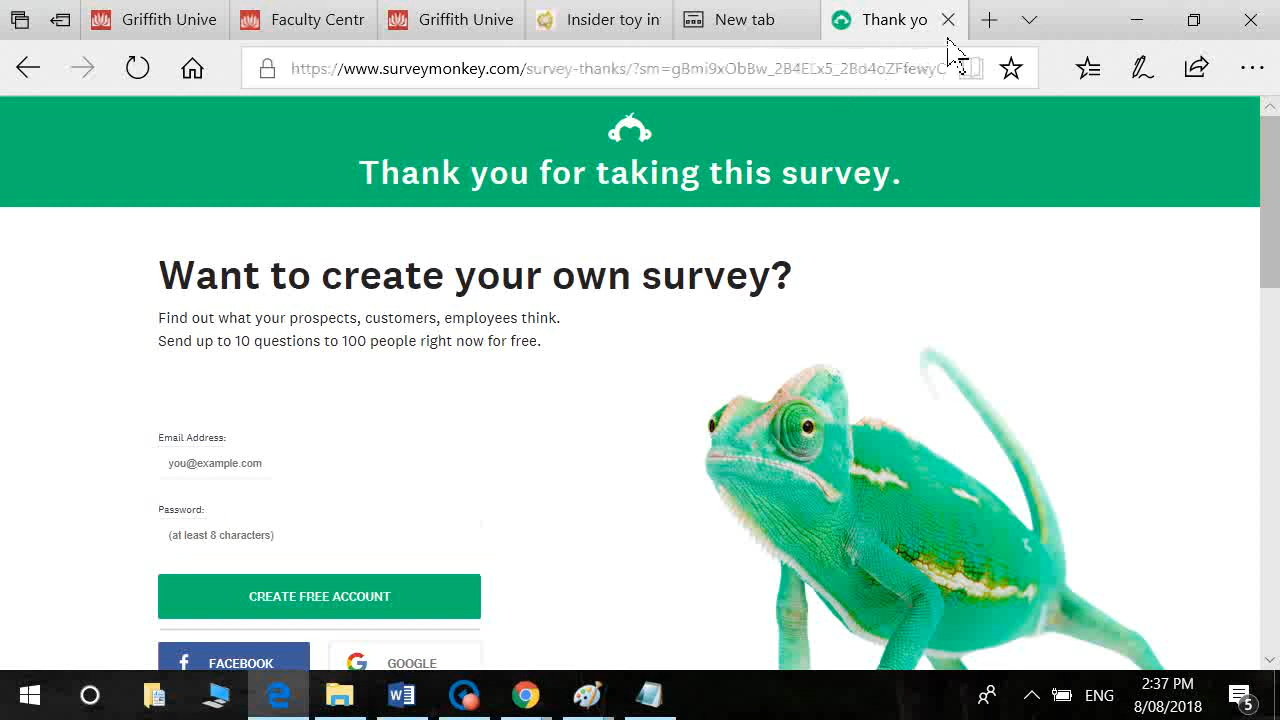 Griffith Unive
Faculty Centr
Griffith Unive
Insider toy in
New tab
Thank yo
https://www.surveymonkey.com/survey-thanks/?sm=
Thank you for taking this survey.
Want to create your own survey?
Find out what your prospects, customers, employees think.
Send up to 10 questions to 100 people right now for free.
Email Address:
you@example.com
Password:
(at least 8 characters)
CREATE FREE ACCOUNT
FACEBOOK
GOOGLE
ENG
2:37 PM
8/08/2018
5